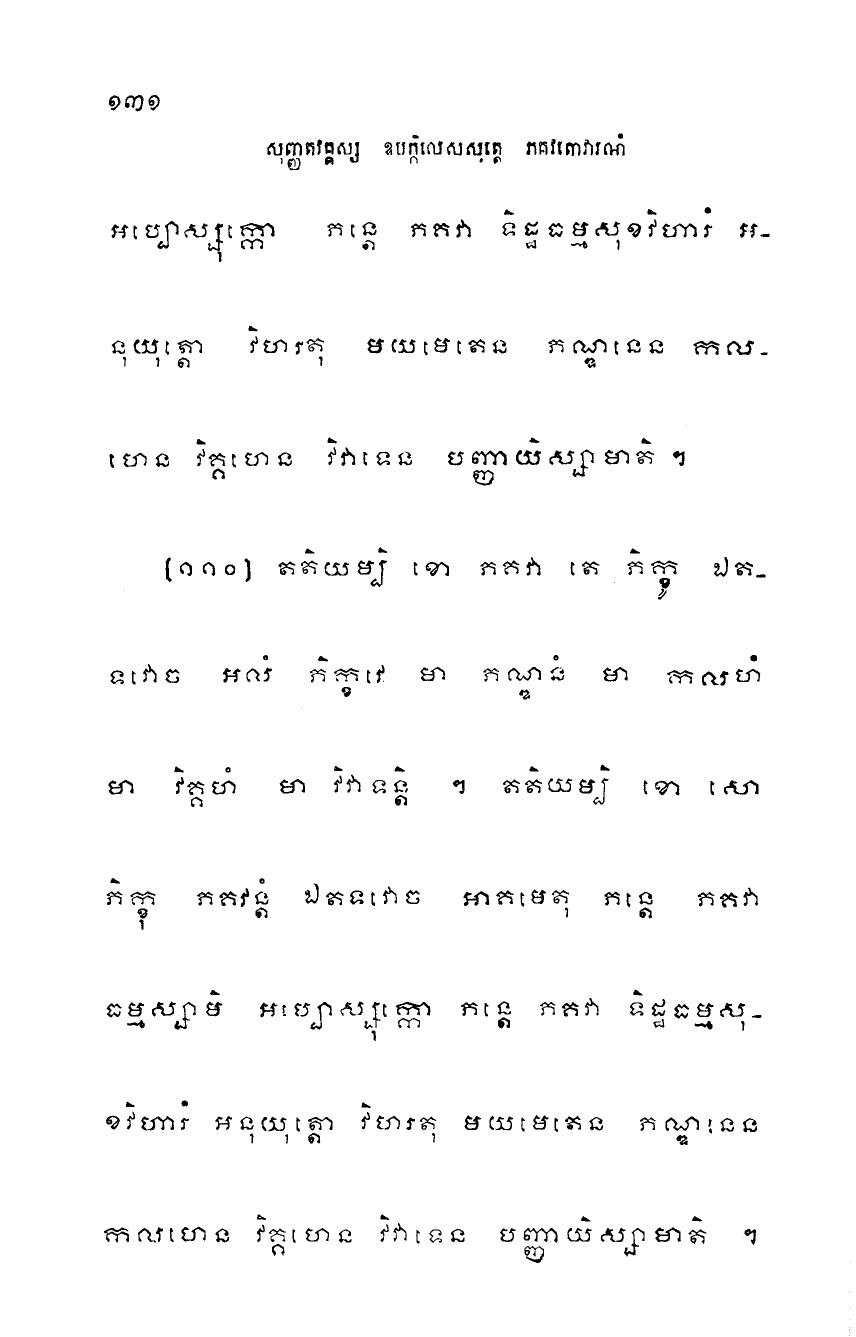 ១៣១
សុញ្ញតវគ្គស្ស ឧបក្កិលេសសុត្តេ ភគវតោវារណំ
អប្បោស្សុក្កោ ភន្តេ ភគវា ទិដ្ឋធម្មសុខវិហារំ អ-
នុយុត្តោ វិហរតុ មយមេតេន ភណ្ឌនេន កាល-
ហេន វិគ្គហេន វិវាទេន បញ្ញាយិស្សាមាតិ ។
[១១០] តតិយម្បិ ខោ ភគវា តេ ភិក្ខូ ឯត-
ទវោច អលំ ភិក្ខវេ មា ភណ្ឌនំ មា កលហំ
មា វិគ្គហំ មា វិវាទន្តិ ។ តតិយម្បិ ខោ សោ
ភិក្ខុ ភគវន្តំ ឯតទវោច អាគមេតុ ភន្តេ ភគវា
ធម្មស្សាមិ អប្បោស្សុក្កោ ភន្តេ ភគវា ទិដ្ឋធម្មសុ-
ខវិហារំ អនុយុត្តោ វិហរតុ មយមេតេន ភណ្ឌនេន
កាលហេន វិគ្គហេន វិវាទេន បញ្ញាយិស្សាមាតិ ។